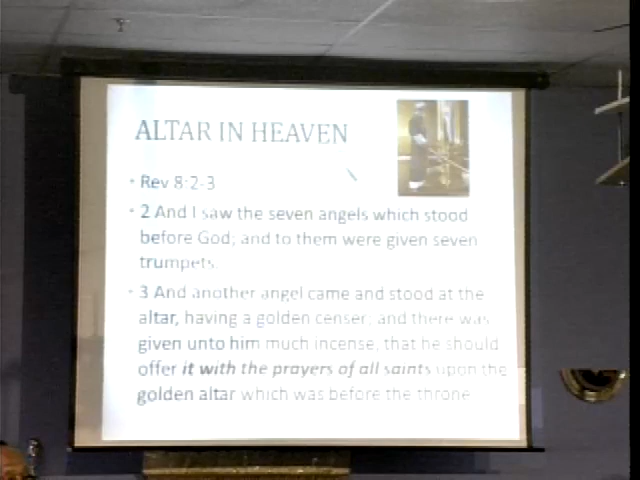 ALTAR IN HEAVEN
• Rev 8:2-3
• 2 And I saw the seven angels which stood
before God; and to them were given seven
trumpets.
• 3 And another angel came and stood at the
altar, having a golden censer; and there was
given unto him much incense, that he should
offer it with the prayers of all saints upon the
golden altar which was before the throne